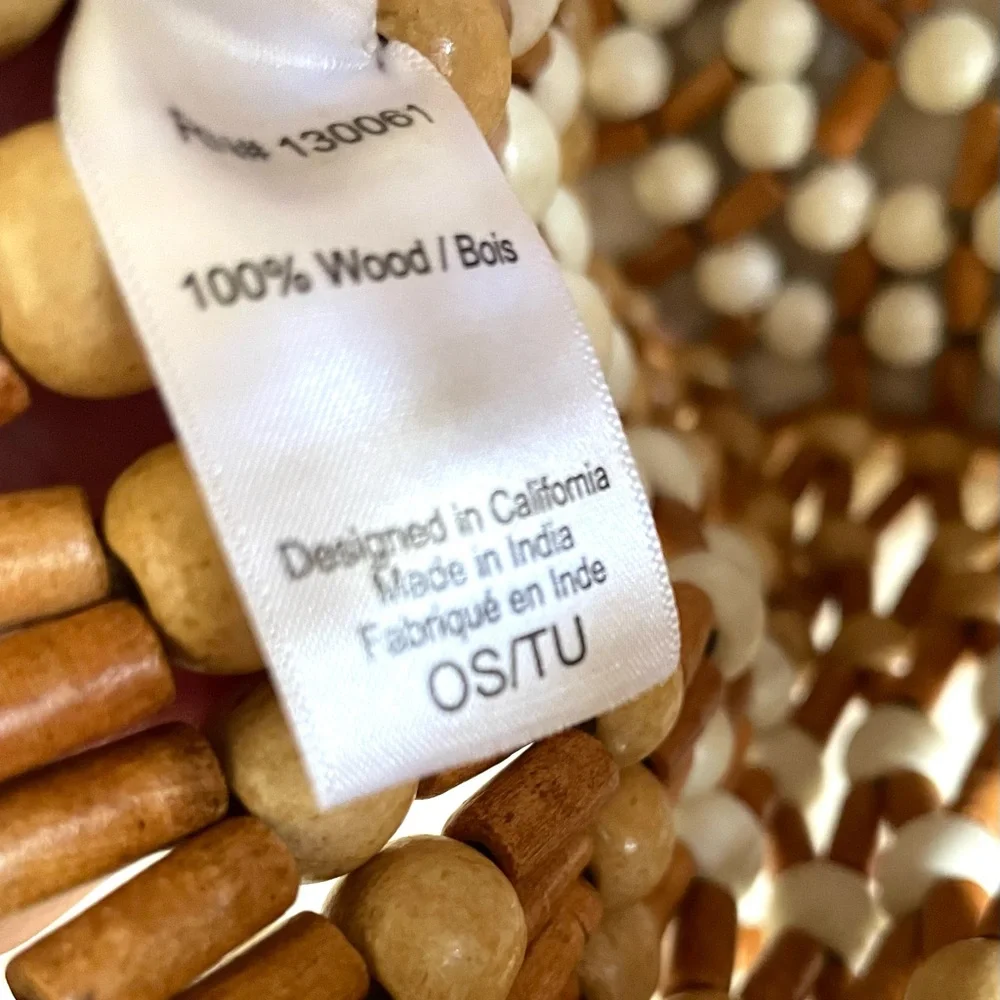 # 130061
100% Wood / Bois
Designed in California
Made in India
Fabriqué en Inde
OS/TU